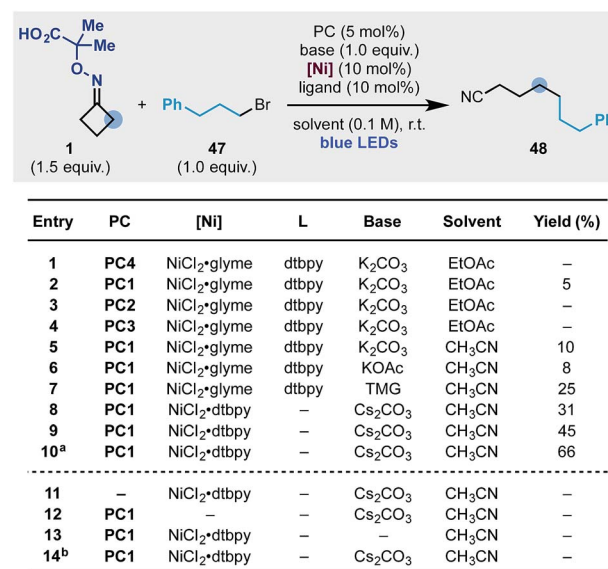 Me
HO2C
Me
O
N
PC (5 mol%)
base (1.0 equiv.)
[Ni] (10 mol%)
ligand (10 mol%)
+
Ph
Br
NC
solvent (0.1 M), r.t.
blue LEDs
1
(1.5 equiv.)
47
(1.0 equiv.)
48
Entry PC [Ni] L Base Solvent Yield (%)
1 PC4 NiCl2•glyme dtbpy K2CO3 EtOAc –
2 PC1 NiCl2•glyme dtbpy K2CO3 EtOAc 5
3 PC2 NiCl2•glyme dtbpy K2CO3 EtOAc –
4 PC3 NiCl2•glyme dtbpy K2CO3 EtOAc –
5 PC1 NiCl2•glyme dtbpy K2CO3 CH3CN 10
6 PC1 NiCl2•glyme dtbpy KOAc CH3CN 8
7 PC1 NiCl2•glyme dtbpy TMG CH3CN 25
8 PC1 NiCl2•dtbpy – Cs2CO3 CH3CN 31
9 PC1 NiCl2•dtbpy – Cs2CO3 CH3CN 45
10a PC1 NiCl2•dtbpy – Cs2CO3 CH3CN 66
11 – NiCl2•dtbpy – Cs2CO3 CH3CN –
12 PC1 – – Cs2CO3 CH3CN –
13 PC1 NiCl2•dtbpy – – CH3CN –
14b PC1 NiCl2•dtbpy – Cs2CO3 CH3CN –